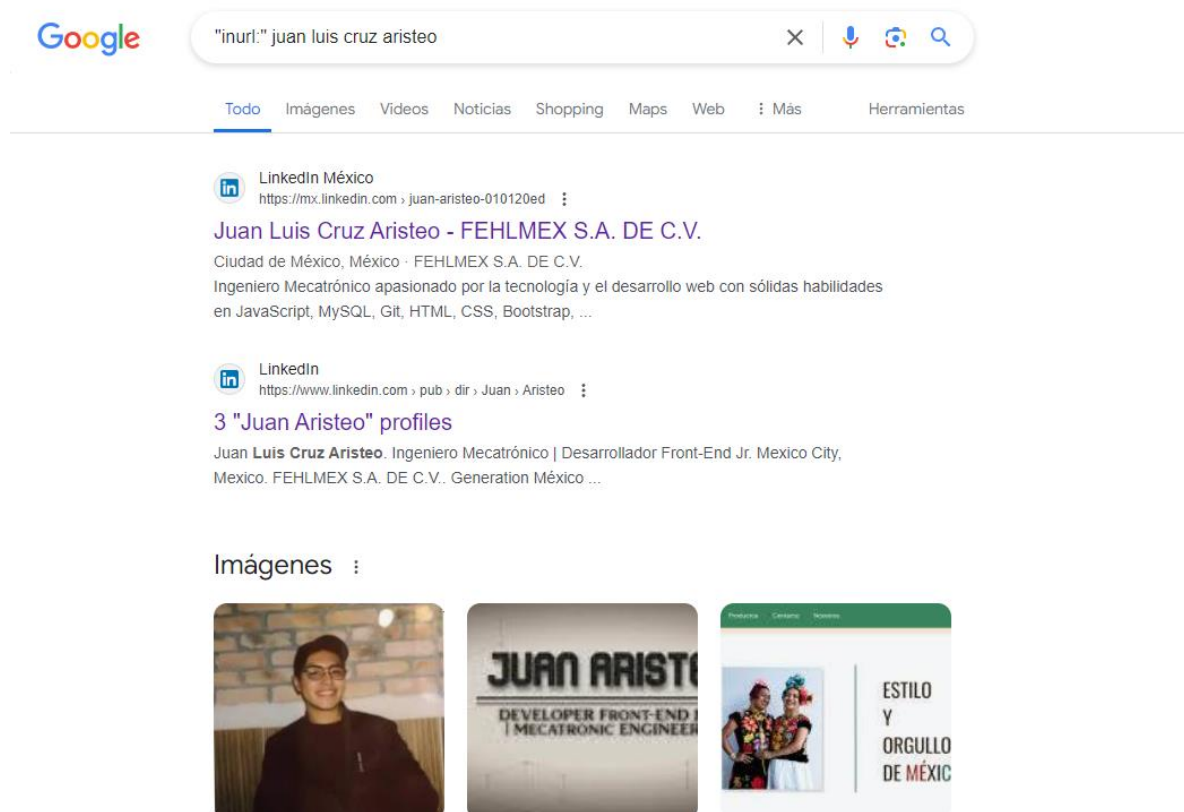 Google
"inurl:" juan luis cruz aristeo
Todo Imágenes Videos Noticias Shopping Maps Web Más Herramientas
in
LinkedIn México
https://mx.linkedin.com › juan-aristeo-010120ed
Juan Luis Cruz Aristeo - FEHLMEX S.A. DE C.V.
Ciudad de México, México · FEHLMEX S.A. DE C.V.
Ingeniero Mecatrónico apasionado por la tecnología y el desarrollo web con sólidas habilidades
en JavaScript, MySQL, Git, HTML, CSS, Bootstrap, ...
in
LinkedIn
https://www.linkedin.com › pub › dir › Juan › Aristeo
3 "Juan Aristeo" profiles
Juan Luis Cruz Aristeo. Ingeniero Mecatrónico | Desarrollador Front-End Jr. Mexico City,
Mexico. FEHLMEX S.A. DE C.V.. Generation México ...
Imágenes
JUAN ARISTE
DEVELOPER FRONT-END
| MECATRONIC ENGINEER
Productos Contacto Nosotros
ESTILO
Y
ORGULLO
DE MÉXIC